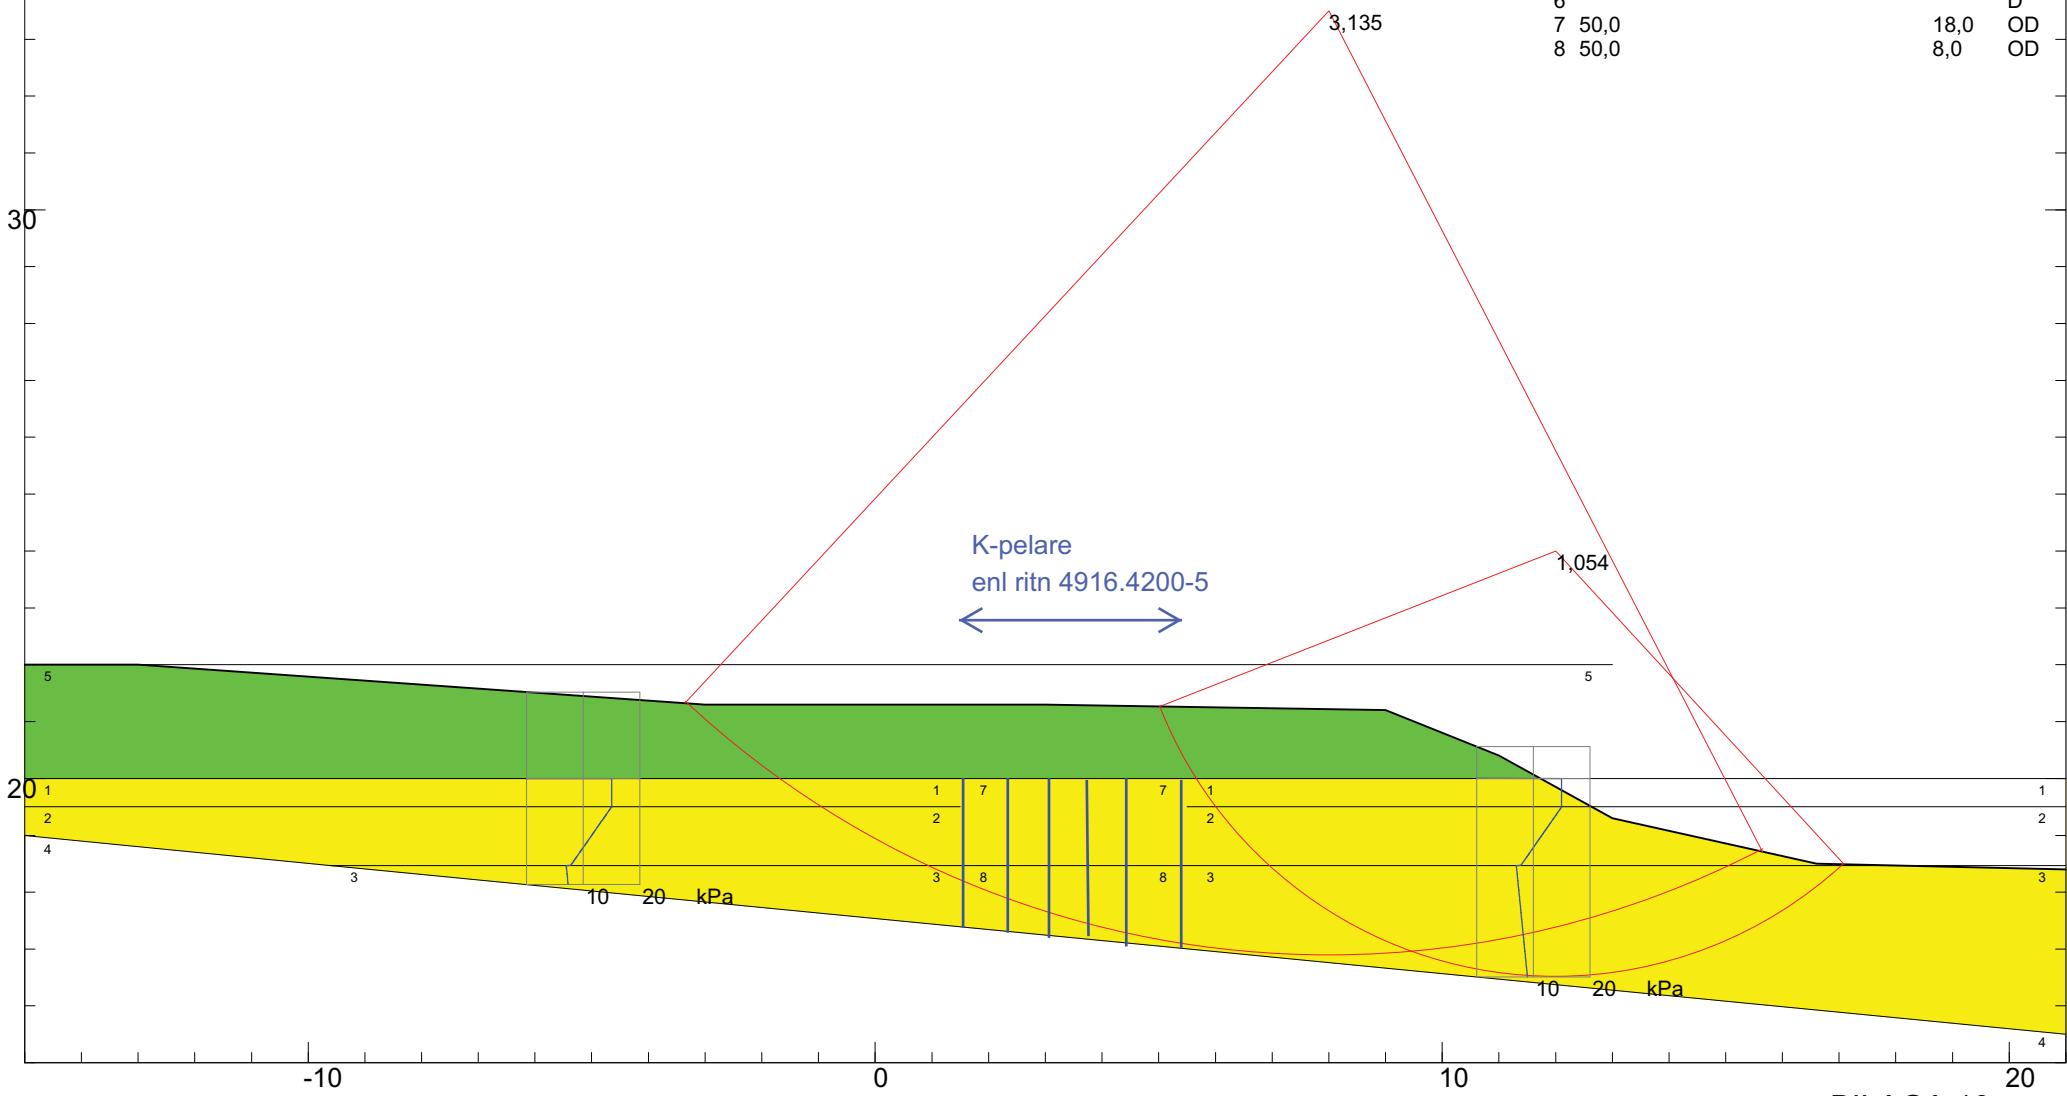 6 D
7 50,0 18,0 OD
8 50,0 8,0 OD
3,135
30
K-pelare
enl ritn 4916.4200-5
1,054
5 5
20
1 1 7 7 1 1
2 2 2 2
4
3 3 8 8 3 3
10 20 kPa
10 20 kPa
4
-10 0 10 20